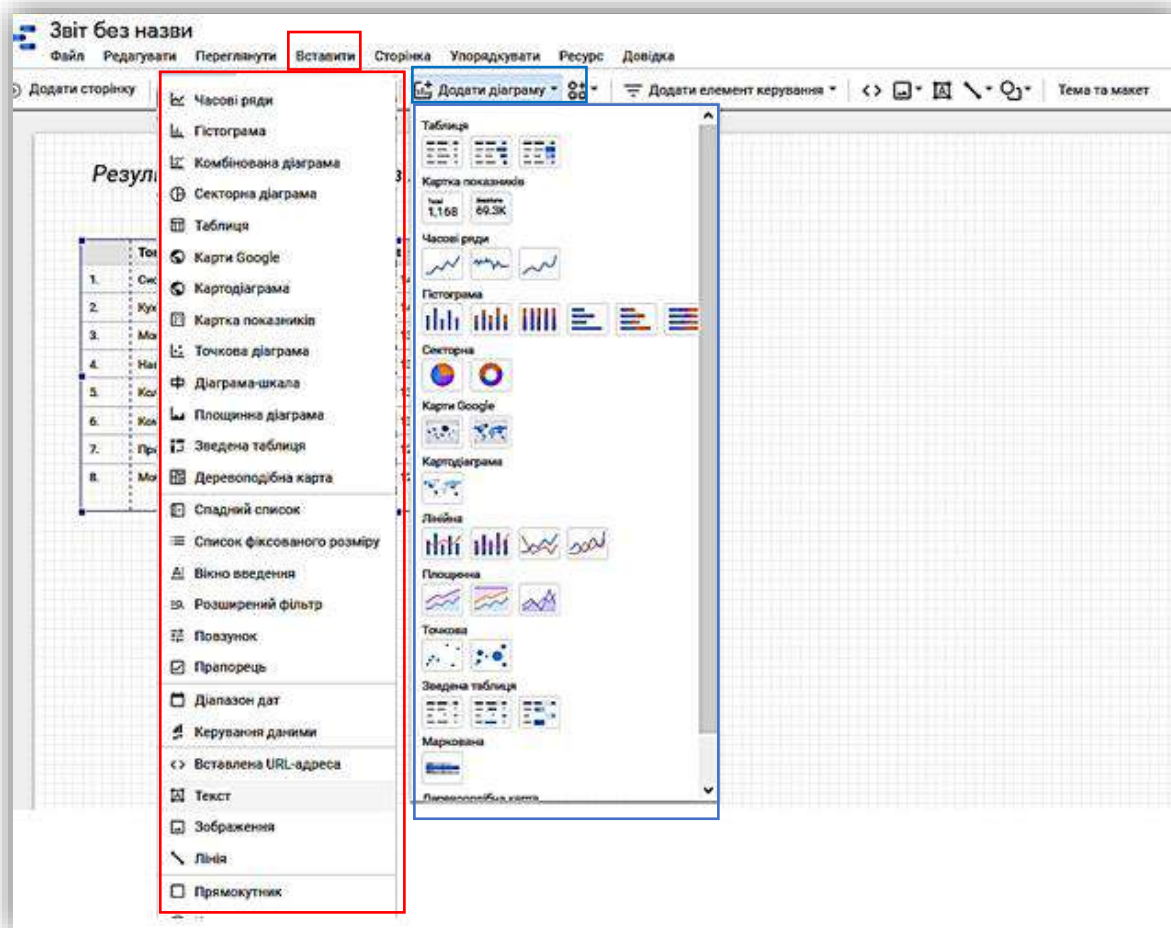 Звіт без назви
Файл Редагувати Переглянути Вставити Сторінка Упорядкувати Ресурс Довідка
Додати сторінку
Додати діаграму
Додати елемент керування
Тема та макет
Часові ряди
Гістограма
Комбінована діаграма
Секторна діаграма
Таблиця
Карти Google
Картодіаграма
Картка показників
Точкова діаграма
Діаграма-шкала
Площинна діаграма
Зведена таблиця
Деревоподібна карта
Спадний список
Список фіксованого розміру
Вікно введення
Розширений фільтр
Повзунок
Прапорець
Діапазон дат
Керування даними
Вставлена URL-адреса
Текст
Зображення
Лінія
Прямокутник
Таблиця
Картка показників
Total
1,168 69.3K
Часові ряди
Гістограма
Секторна
Карти Google
Картодіаграма
Лінійна
Площинна
Точкова
Зведена таблиця
Маркована
Деревоподібна карта
1.
2.
3.
4.
5.
6.
7.
8.